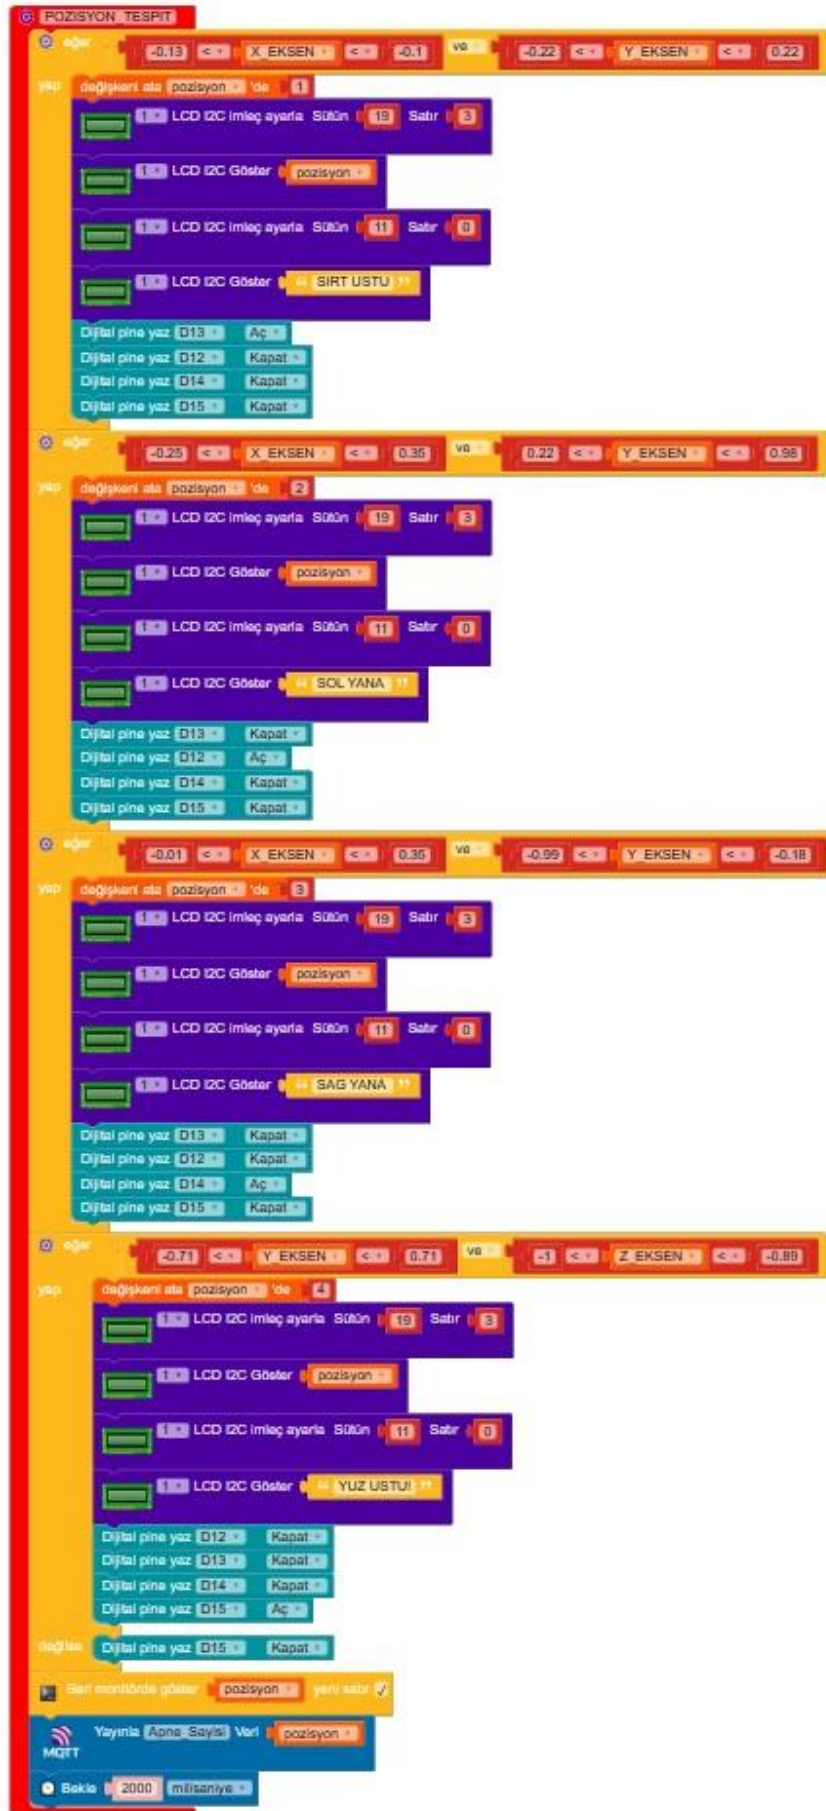 POZISYON_TESPIT
eğer -0.13 < X_EKSEN < -0.1 ve -0.22 < Y_EKSEN < 0.22
yap değişkeni ata pozisyon 'de 1
1 LCD I2C imleç ayarla Sütün 19 Satır 3
1 LCD I2C Göster pozisyon
1 LCD I2C imleç ayarla Sütün 11 Satır 0
1 LCD I2C Göster “ SIRT USTU ”
Dijital pine yaz D13 Aç
Dijital pine yaz D12 Kapat
Dijital pine yaz D14 Kapat
Dijital pine yaz D15 Kapat
eğer -0.25 < X_EKSEN < 0.35 ve 0.22 < Y_EKSEN < 0.98
yap değişkeni ata pozisyon 'de 2
1 LCD I2C imleç ayarla Sütün 19 Satır 3
1 LCD I2C Göster pozisyon
1 LCD I2C imleç ayarla Sütün 11 Satır 0
1 LCD I2C Göster “ SOL YANA ”
Dijital pine yaz D13 Kapat
Dijital pine yaz D12 Aç
Dijital pine yaz D14 Kapat
Dijital pine yaz D15 Kapat
eğer -0.01 < X_EKSEN < 0.35 ve -0.99 < Y_EKSEN < -0.18
yap değişkeni ata pozisyon 'de 3
1 LCD I2C imleç ayarla Sütün 19 Satır 3
1 LCD I2C Göster pozisyon
1 LCD I2C imleç ayarla Sütün 11 Satır 0
1 LCD I2C Göster “ SAG YANA ”
Dijital pine yaz D13 Kapat
Dijital pine yaz D12 Kapat
Dijital pine yaz D14 Aç
Dijital pine yaz D15 Kapat
eğer -0.71 < Y_EKSEN < 0.71 ve -1 < Z_EKSEN < -0.89
yap değişkeni ata pozisyon 'de 4
1 LCD I2C imleç ayarla Sütün 19 Satır 3
1 LCD I2C Göster pozisyon
1 LCD I2C imleç ayarla Sütün 11 Satır 0
1 LCD I2C Göster “ YUZ USTU! ”
Dijital pine yaz D12 Kapat
Dijital pine yaz D13 Kapat
Dijital pine yaz D14 Kapat
Dijital pine yaz D15 Aç
değilse Dijital pine yaz D15 Kapat
Seri monitörde göster pozisyon yeni satır
MQTT Yayınla Apne_Sayisi Veri pozisyon
Bekle 2000 milisaniye